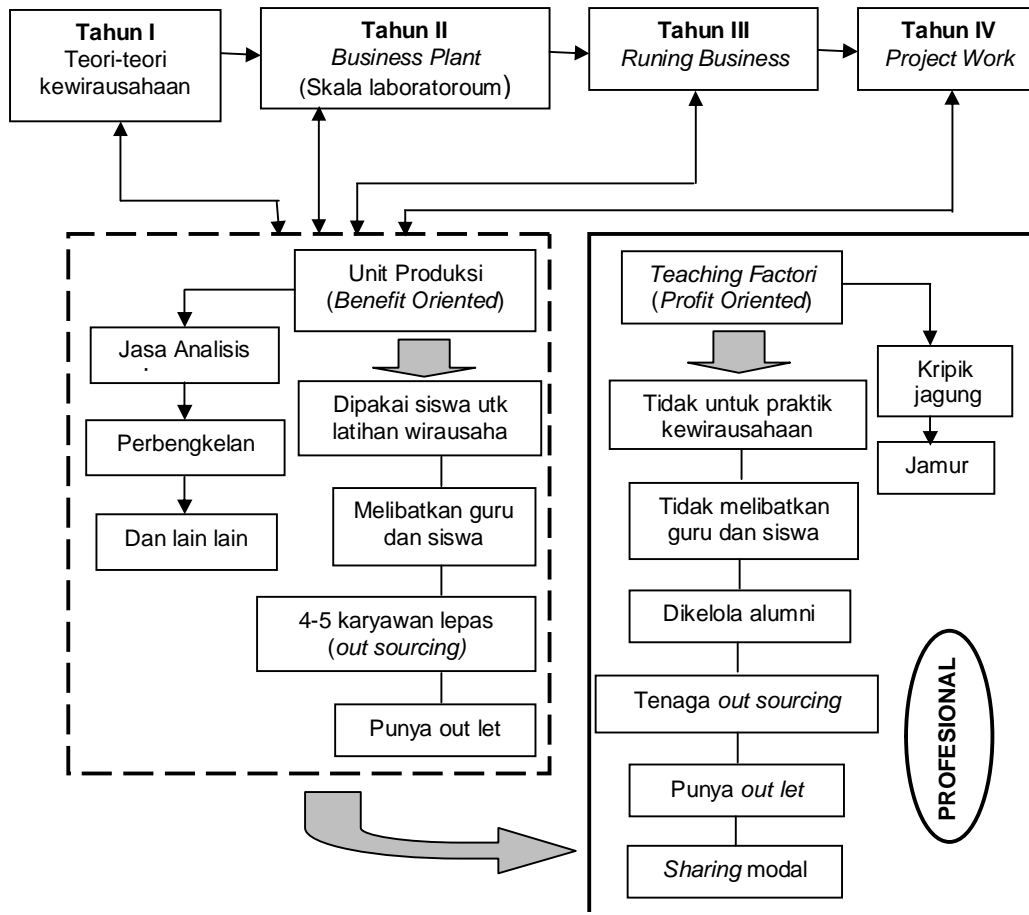 Tahun I
Teori-teori
kewirausahaan
Tahun II
Business Plant
(Skala laboratoroum)
Tahun III
Runing Business
Tahun IV
Project Work
Unit Produksi
(Benefit Oriented)
Jasa Analisis
.
Perbengkelan
Dan lain lain
Dipakai siswa utk
latihan wirausaha
Melibatkan guru
dan siswa
4-5 karyawan lepas
(out sourcing)
Punya out let
Teaching Factori
(Profit Oriented)
Kripik
jagung
Jamur
Tidak untuk praktik
kewirausahaan
Tidak melibatkan
guru dan siswa
Dikelola alumni
Tenaga out sourcing
Punya out let
Sharing modal
PROFESIONAL